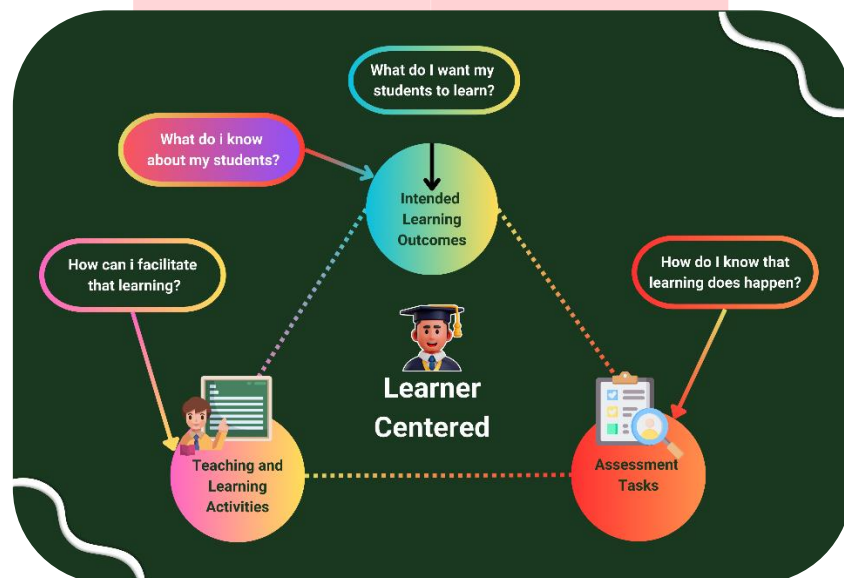 What do I want my
students to learn?
What do i know
about my students?
Intended
Learning
Outcomes
How can i facilitate
that learning?
How do I know that
learning does happen?
Learner
Centered
Teaching and
Learning
Activities
Assessment
Tasks